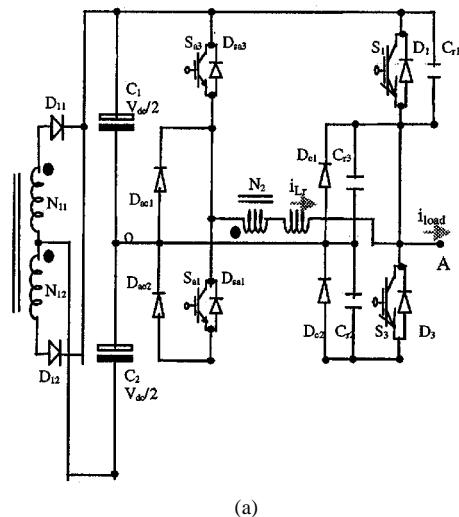 Sa3 Dsa3 S1 D1 Cr1
C1
Vdc/2
D11
Dc1 Cr3
N2 iLr
N11
Dac1
iload
O
A
N12
Dac2 Sa1 Dsa1
Dc2 Cr2 S3 D3
D12
C2
Vdc/2
(a)